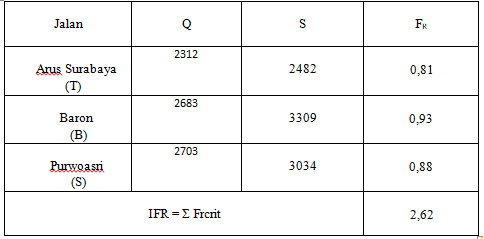 Jalan Q S FR
Arus Surabaya (T) 2312 2482 0,81
Baron (B) 2683 3309 0,93
Purwoasri (S) 2703 3034 0,88
IFR = Σ Frcrit 2,62